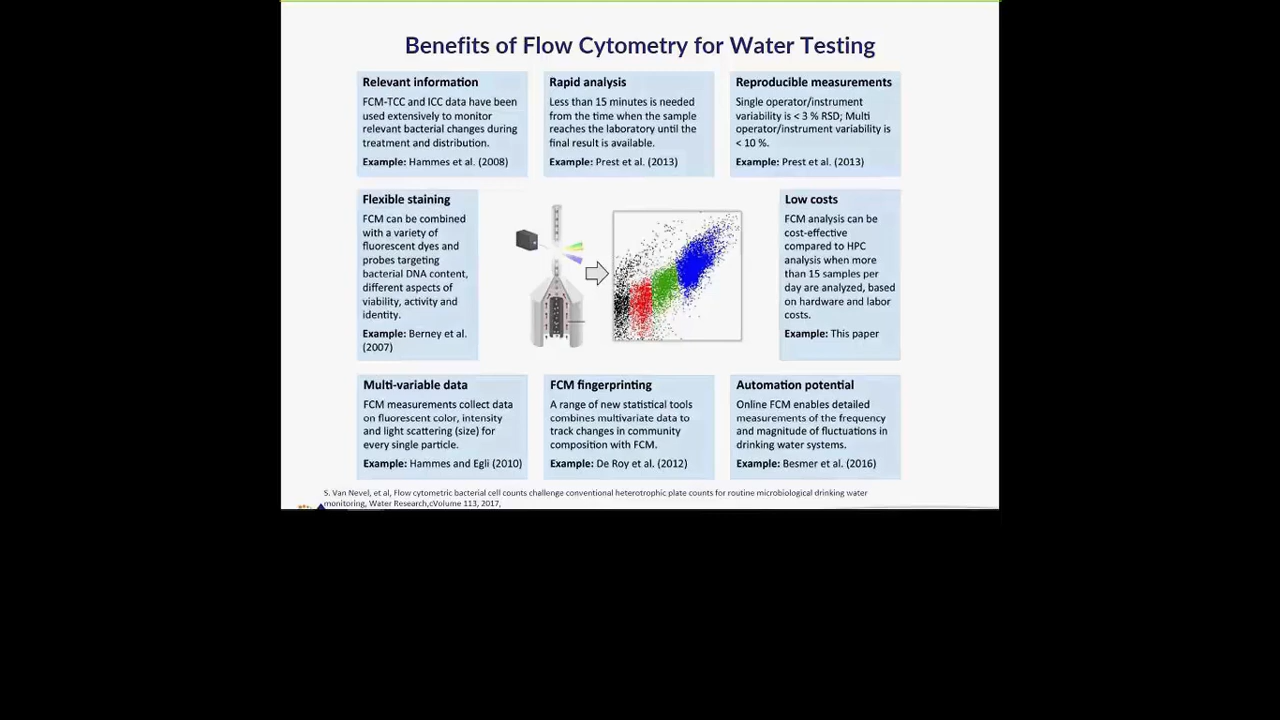 Benefits of Flow Cytometry for Water Testing
Relevant information
FCM-TCC and ICC data have been
used extensively to monitor
relevant bacterial changes during
treatment and distribution.
Example: Hammes et al. (2008)
Rapid analysis
Less than 15 minutes is needed
from the time when the sample
reaches the laboratory until the
final result is available.
Example: Prest et al. (2013)
Reproducible measurements
Single operator/instrument
variability is < 3 % RSD; Multi
operator/instrument variability is
< 10 %.
Example: Prest et al. (2013)
Flexible staining
FCM can be combined
with a variety of
fluorescent dyes and
probes targeting
bacterial DNA content,
different aspects of
viability, activity and
identity.
Example: Berney et al.
(2007)
Low costs
FCM analysis can be
cost-effective
compared to HPC
analysis when more
than 15 samples per
day are analyzed, based
on hardware and labor
costs.
Example: This paper
Multi-variable data
FCM measurements collect data
on fluorescent color, intensity
and light scattering (size) for
every single particle.
Example: Hammes and Egli (2010)
FCM fingerprinting
A range of new statistical tools
combines multivariate data to
track changes in community
composition with FCM.
Example: De Roy et al. (2012)
Automation potential
Online FCM enables detailed
measurements of the frequency
and magnitude of fluctuations in
drinking water systems.
Example: Besmer et al. (2016)
S. Van Nevel, et al, Flow cytometric bacterial cell counts challenge conventional heterotrophic plate counts for routine microbiological drinking water
monitoring, Water Research,cVolume 113, 2017,